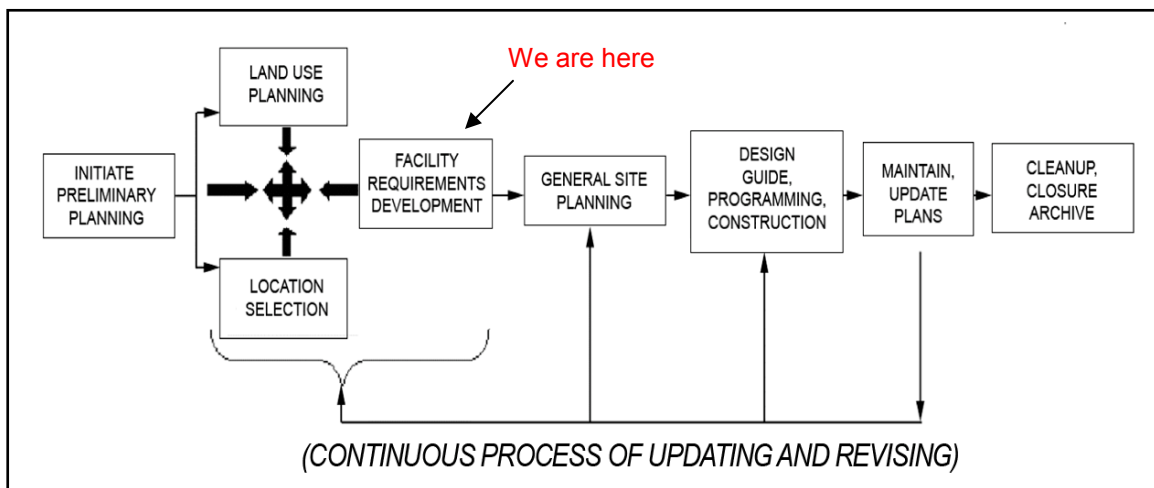 We are here
LAND USE
PLANNING
INITIATE
PRELIMINARY
PLANNING
FACILITY
REQUIREMENTS
DEVELOPMENT
LOCATION
SELECTION
GENERAL SITE
PLANNING
DESIGN
GUIDE,
PROGRAMMING,
CONSTRUCTION
MAINTAIN,
UPDATE
PLANS
CLEANUP,
CLOSURE
ARCHIVE
(CONTINUOUS PROCESS OF UPDATING AND REVISING)